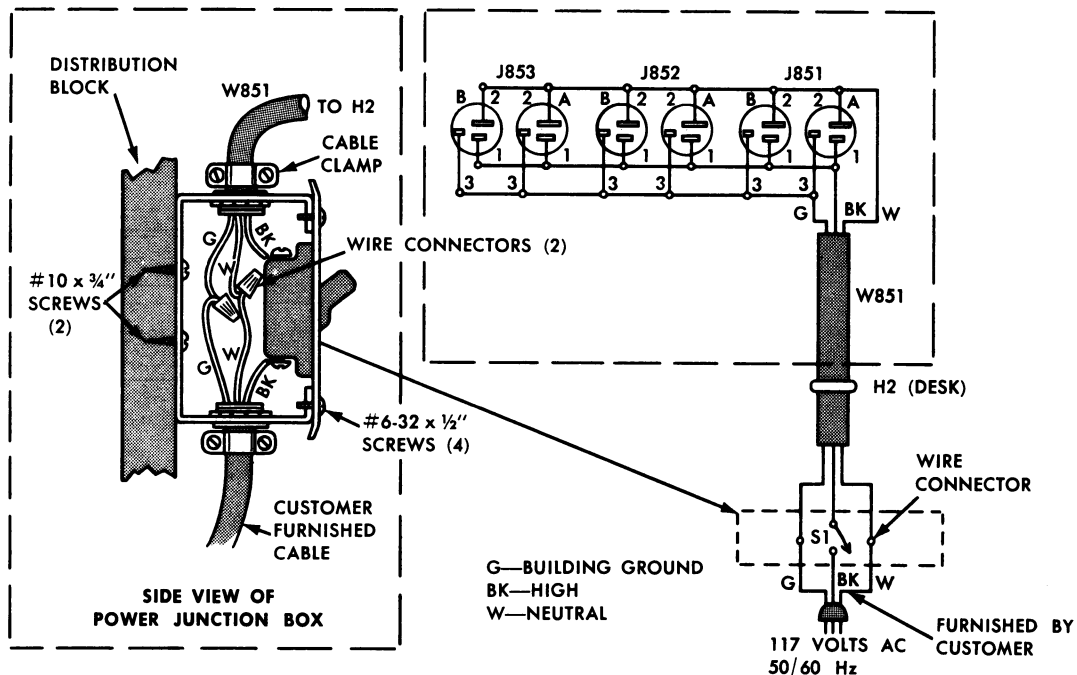 DISTRIBUTION
BLOCK
W851
TO H2
CABLE
CLAMP
G
BK
W
WIRE CONNECTORS (2)
#10 x ¾"
SCREWS
(2)
G
W
BK
#6-32 x ½"
SCREWS (4)
CUSTOMER
FURNISHED
CABLE
SIDE VIEW OF
POWER JUNCTION BOX
J853 J852 J851
B 2 2 A B 2 2 A B 2 2 A
1 1 1
3 3 3 3 3 3
G BK W
W851
H2 (DESK)
WIRE
CONNECTOR
S1
G BK W
G—BUILDING GROUND
BK—HIGH
W—NEUTRAL
FURNISHED BY
CUSTOMER
117 VOLTS AC
50/60 Hz